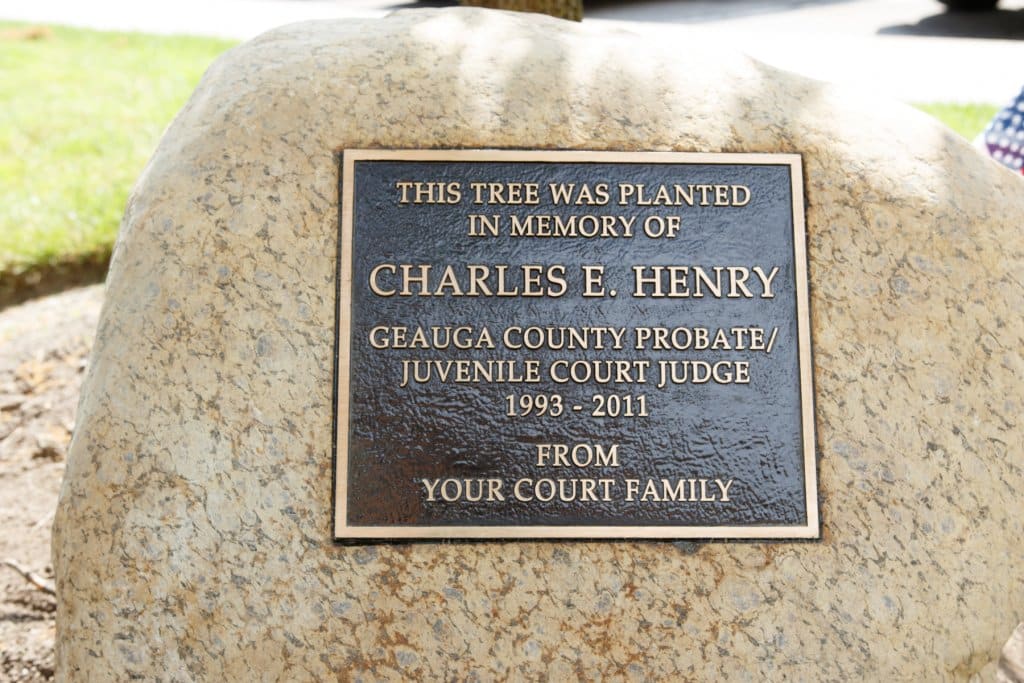 THIS TREE WAS PLANTED
IN MEMORY OF
CHARLES E. HENRY
GEAUGA COUNTY PROBATE/
JUVENILE COURT JUDGE
1993 - 2011
FROM
YOUR COURT FAMILY